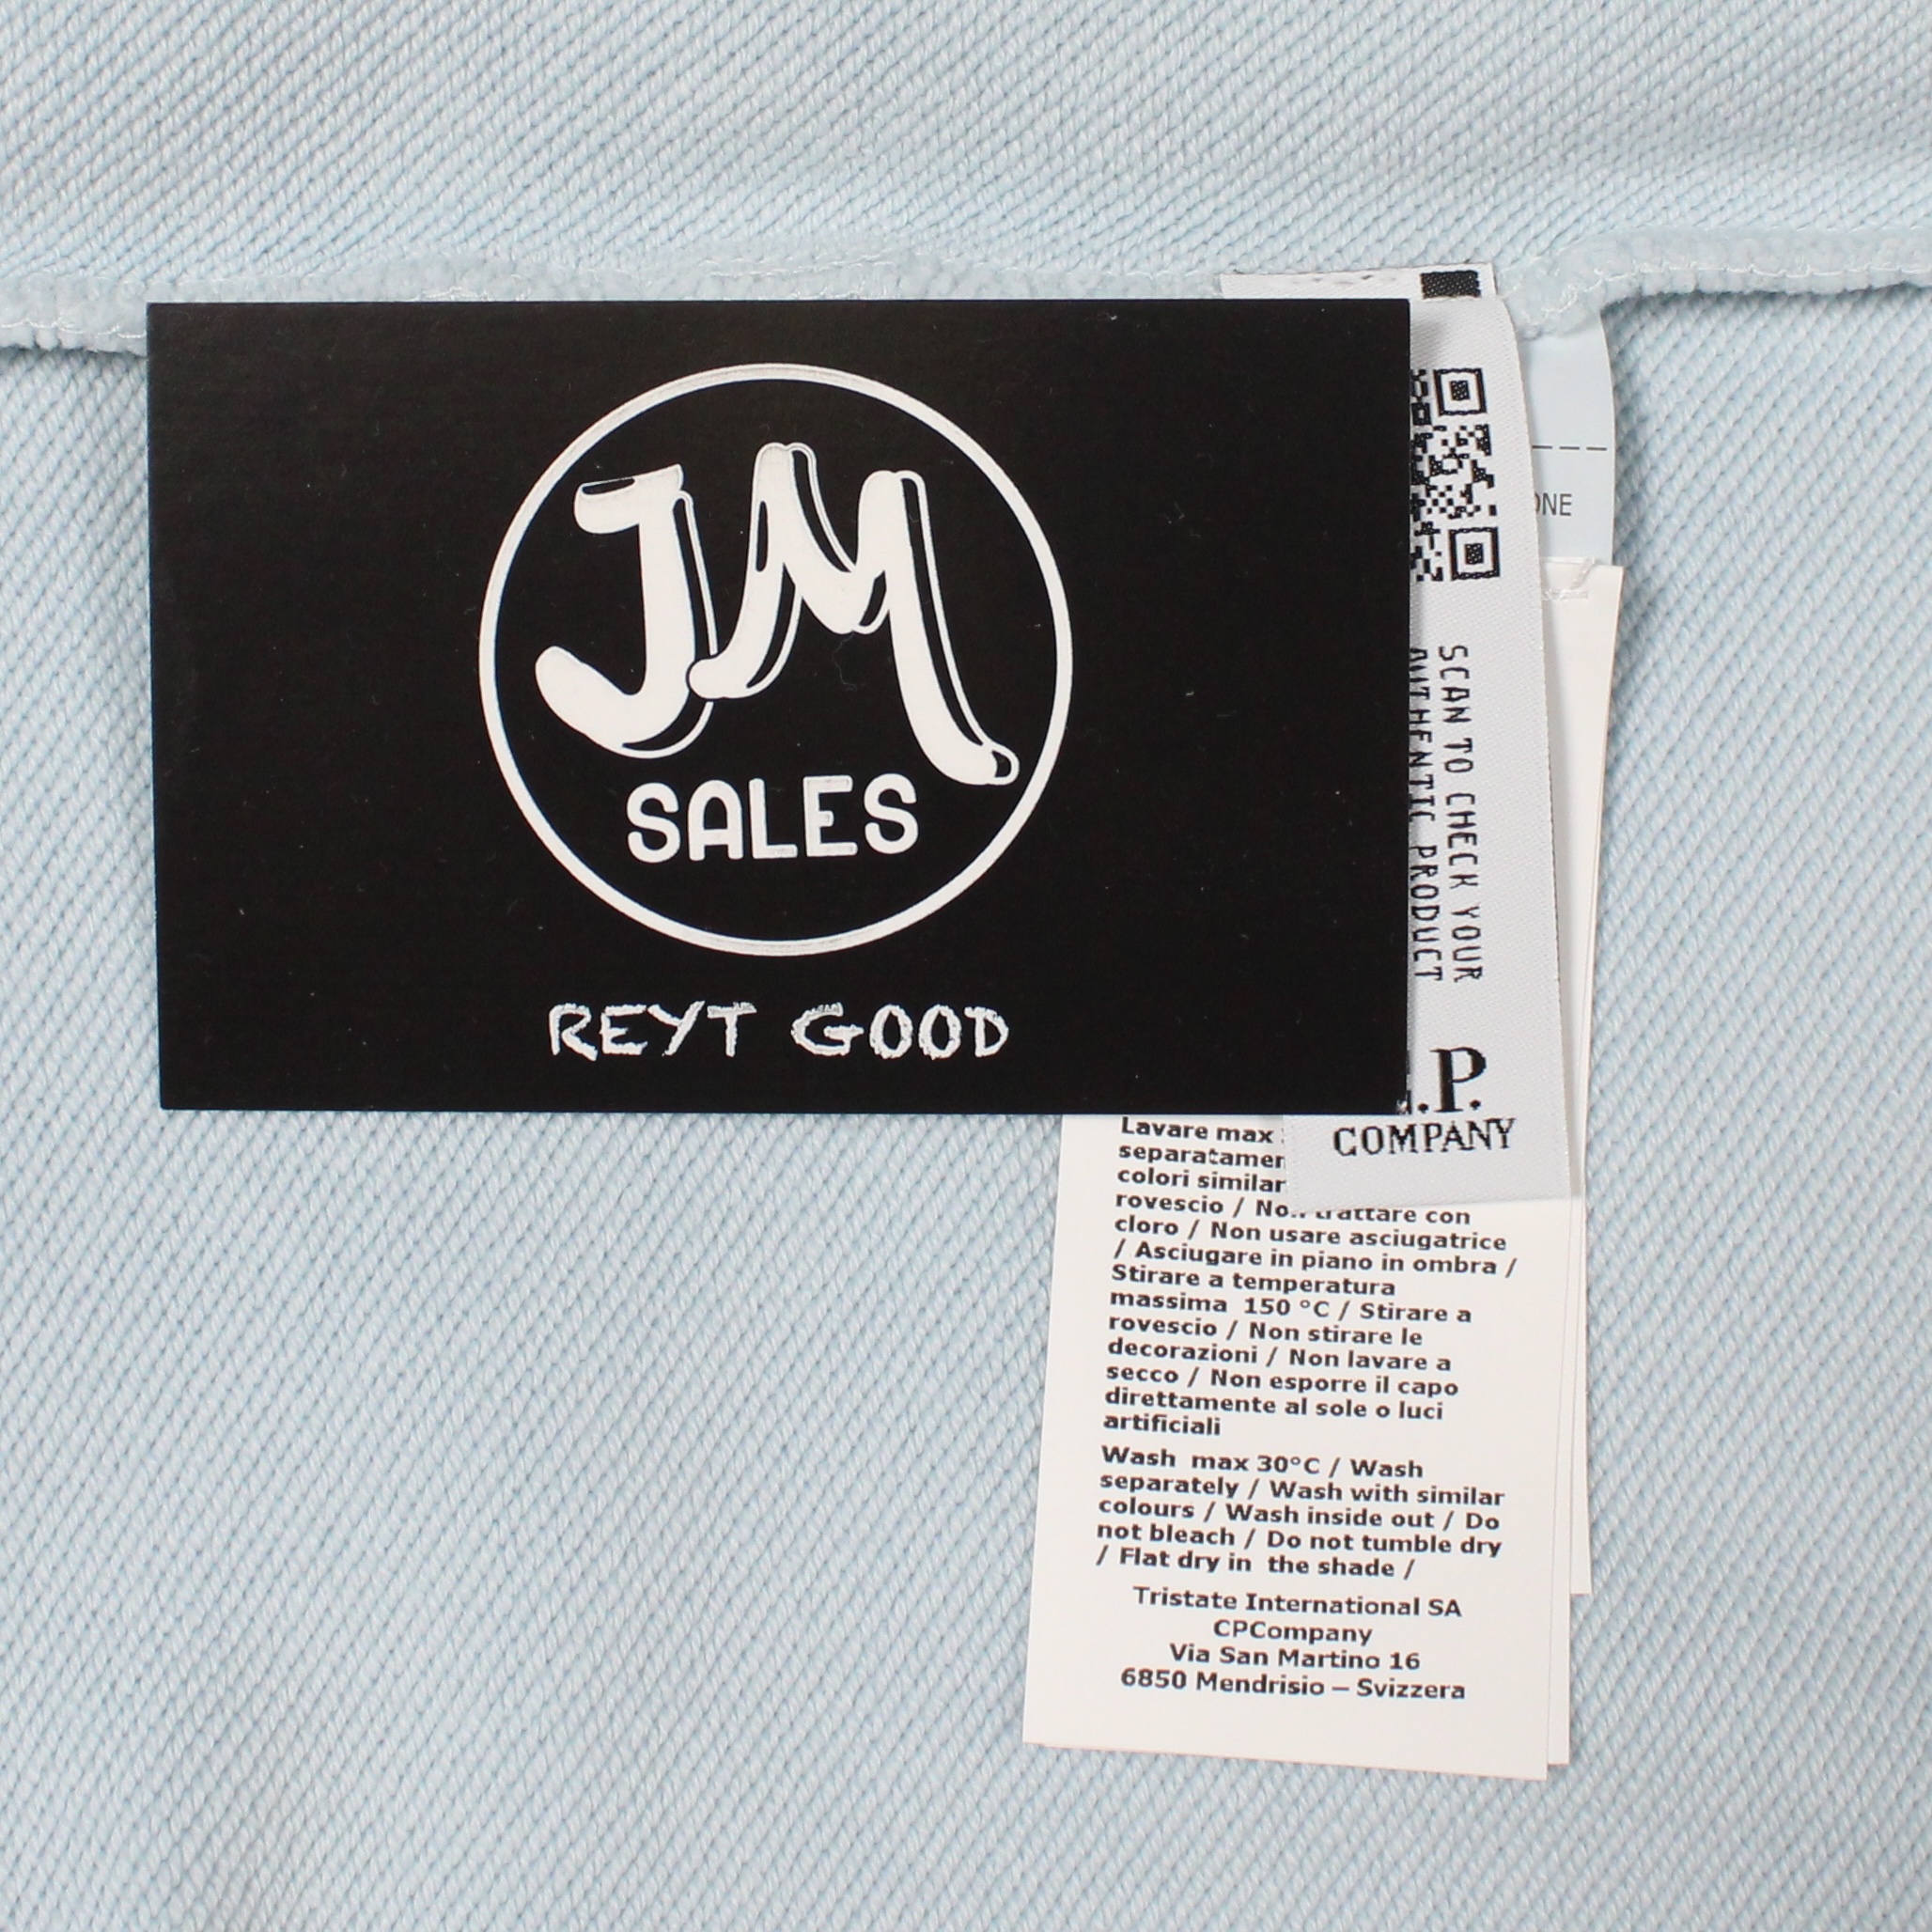 JM
SALES
REYT GOOD
SCAN TO CHECK YOUR
AUTHENTIC PRODUCT
.P.
COMPANY
Lavare max
colori
rovescio / Non trattare con
cloro / Non usare asciugatrice
/ Asciugare in piano in ombra /
Stirare a temperatura
massima 150 °C / Stirare a
rovescio / Non stirare le
decorazioni / Non lavare a
secco / Non esporre il capo
direttamente al sole o luci
artificiali
Wash max 30°C / Wash
separately / Wash with similar
colours / Wash inside out / Do
not bleach / Do not tumble dry
/ Flat dry in the shade /
Tristate International SA
CPCompany
Via San Martino 16
6850 Mendrisio – Svizzera